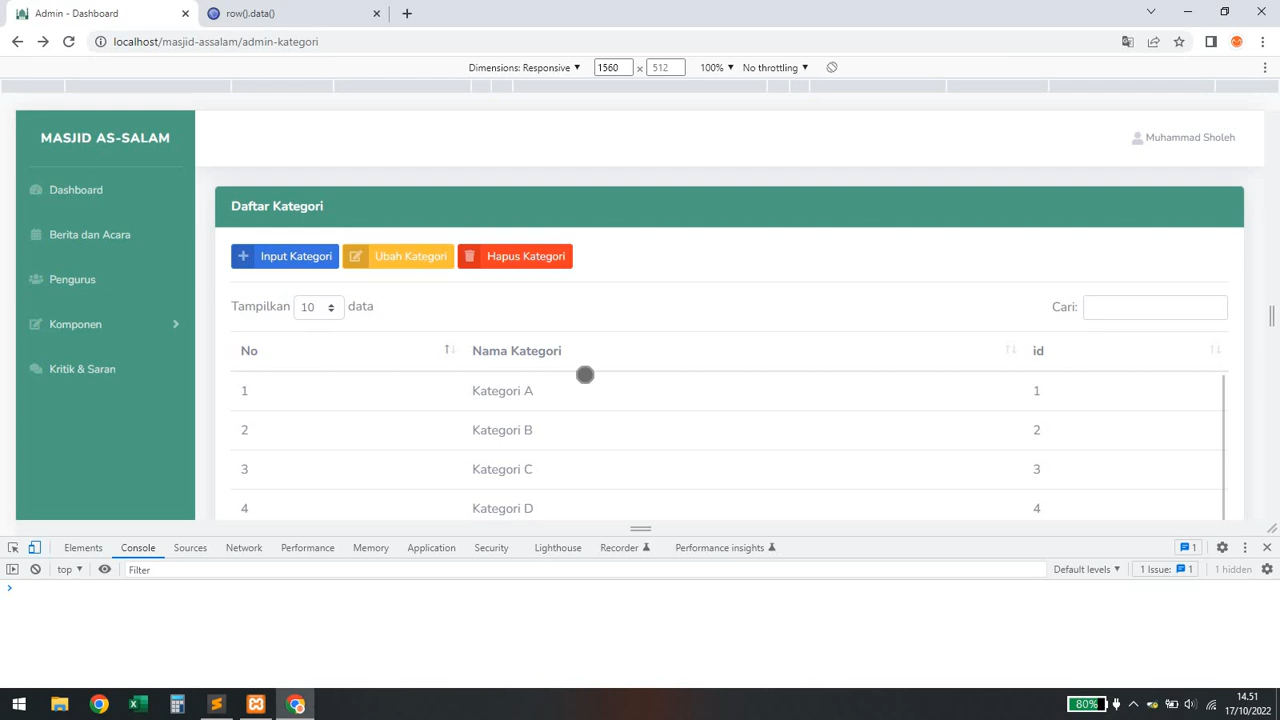 Admin - Dashboard
row().data()
localhost/masjid-assalam/admin-kategori
Dimensions: Responsive
1560
×
512
100%
No throttling
MASJID AS-SALAM
Muhammad Sholeh
Dashboard
Berita dan Acara
Pengurus
Komponen
Kritik & Saran
Daftar Kategori
Input Kategori
Ubah Kategori
Hapus Kategori
Tampilkan 10 data
Cari:
No Nama Kategori id
1 Kategori A 1
2 Kategori B 2
3 Kategori C 3
4 Kategori D 4
Elements Console Sources Network Performance Memory Application Security Lighthouse Recorder Performance insights 1
top Filter Default levels 1 Issue: 1 1 hidden
80%
14.51
17/10/2022